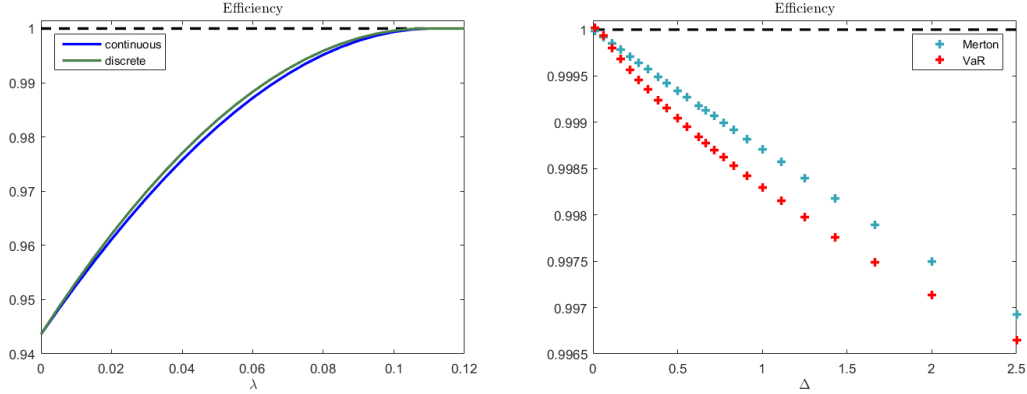 Efficiency
1
0.99
0.98
0.97
0.96
0.95
0.94
0 0.02 0.04 0.06 0.08 0.1 0.12
λ
continuous
discrete
Efficiency
1
0.9995
0.999
0.9985
0.998
0.9975
0.997
0.9965
0 0.5 1 1.5 2 2.5
Δ
Merton
VaR